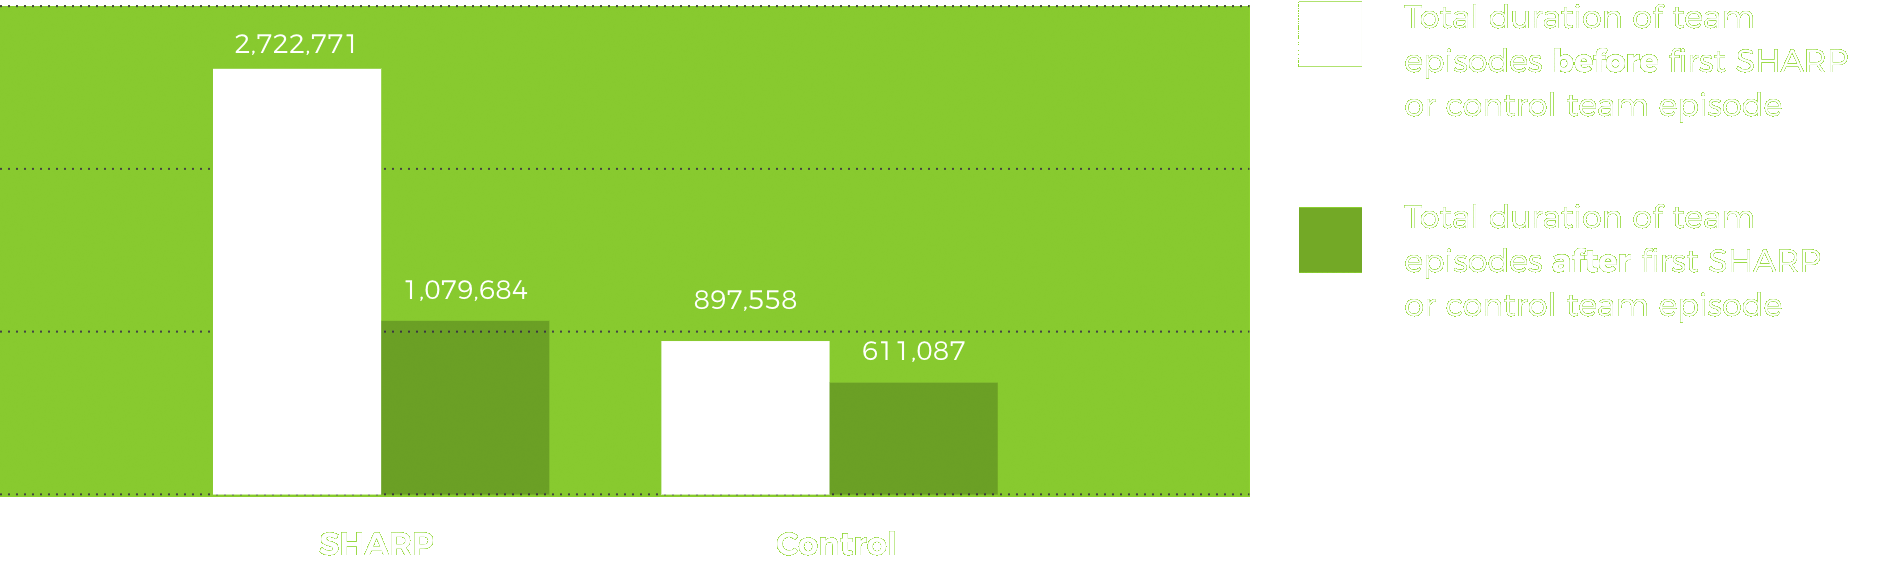 2,722,771
1,079,684
897,558
611,087
SHARP
Control
Total duration of team
episodes before first SHARP
or control team episode
Total duration of team
episodes after first SHARP
or control team episode